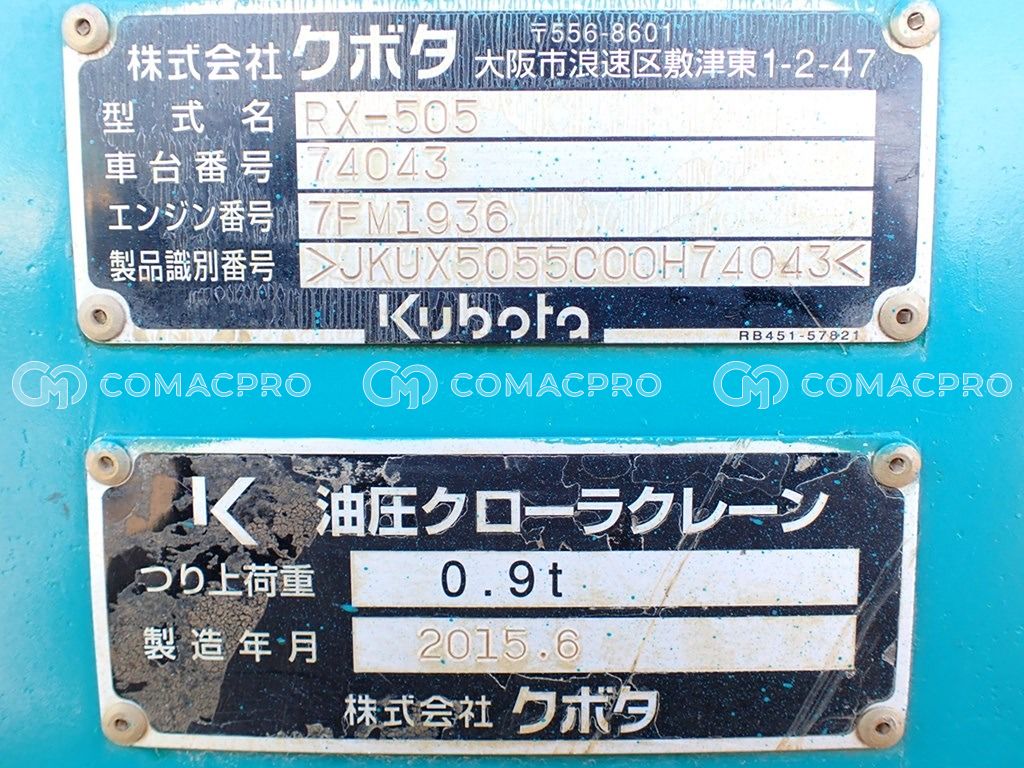 株式会社 クボタ 〒556-8601
大阪市浪速区敷津東1-2-47
型式名 RX-505
車台番号 74043
エンジン番号 7FM1936
製品識別番号 >JKUX5055C00H74043<
Kubota
RB451-57821
COMACPRO COMACPRO COMACPRO
K 油圧クローラクレーン
つり上荷重 0.9t
製造年月 2015.6
株式会社 クボタ